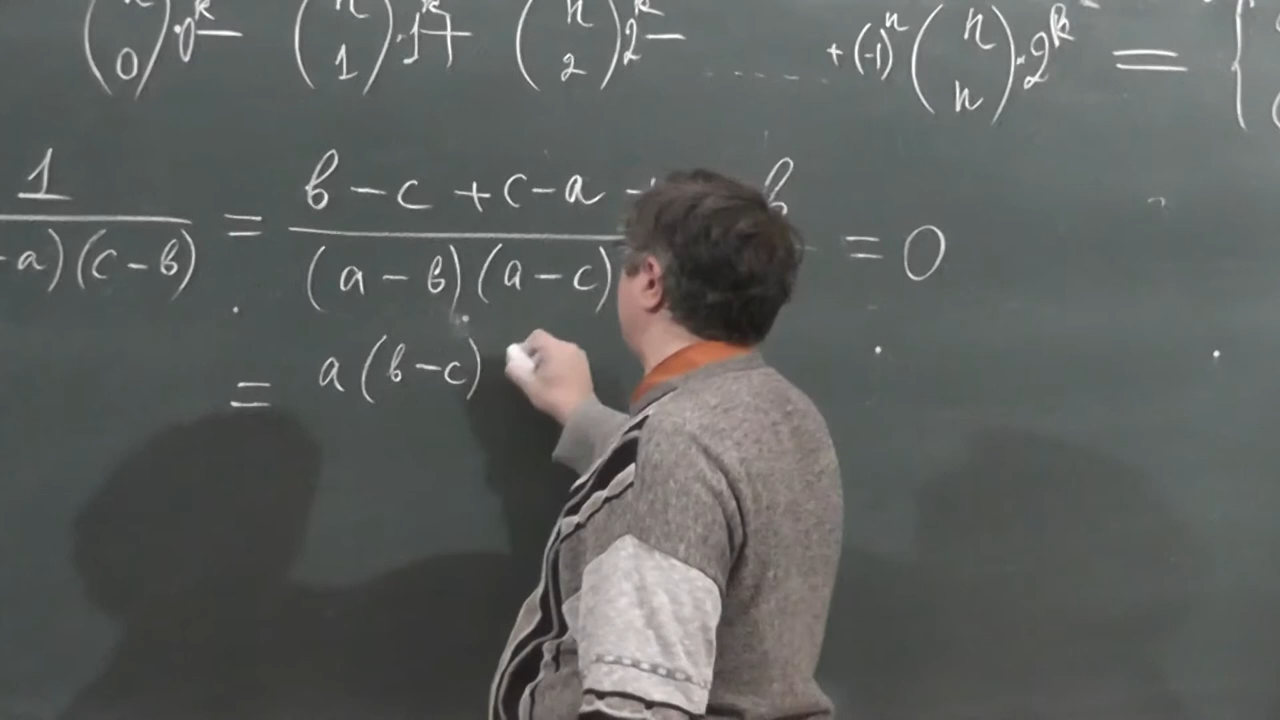 (n 0)·0^k − (n 1)·1^k + (n 2)2^k − ..... + (-1)^n (n n)·2^k = {
1/(-a)(c-b) = b-c+c-a + b/(a-b)(a-c) = 0
= a(b-c)